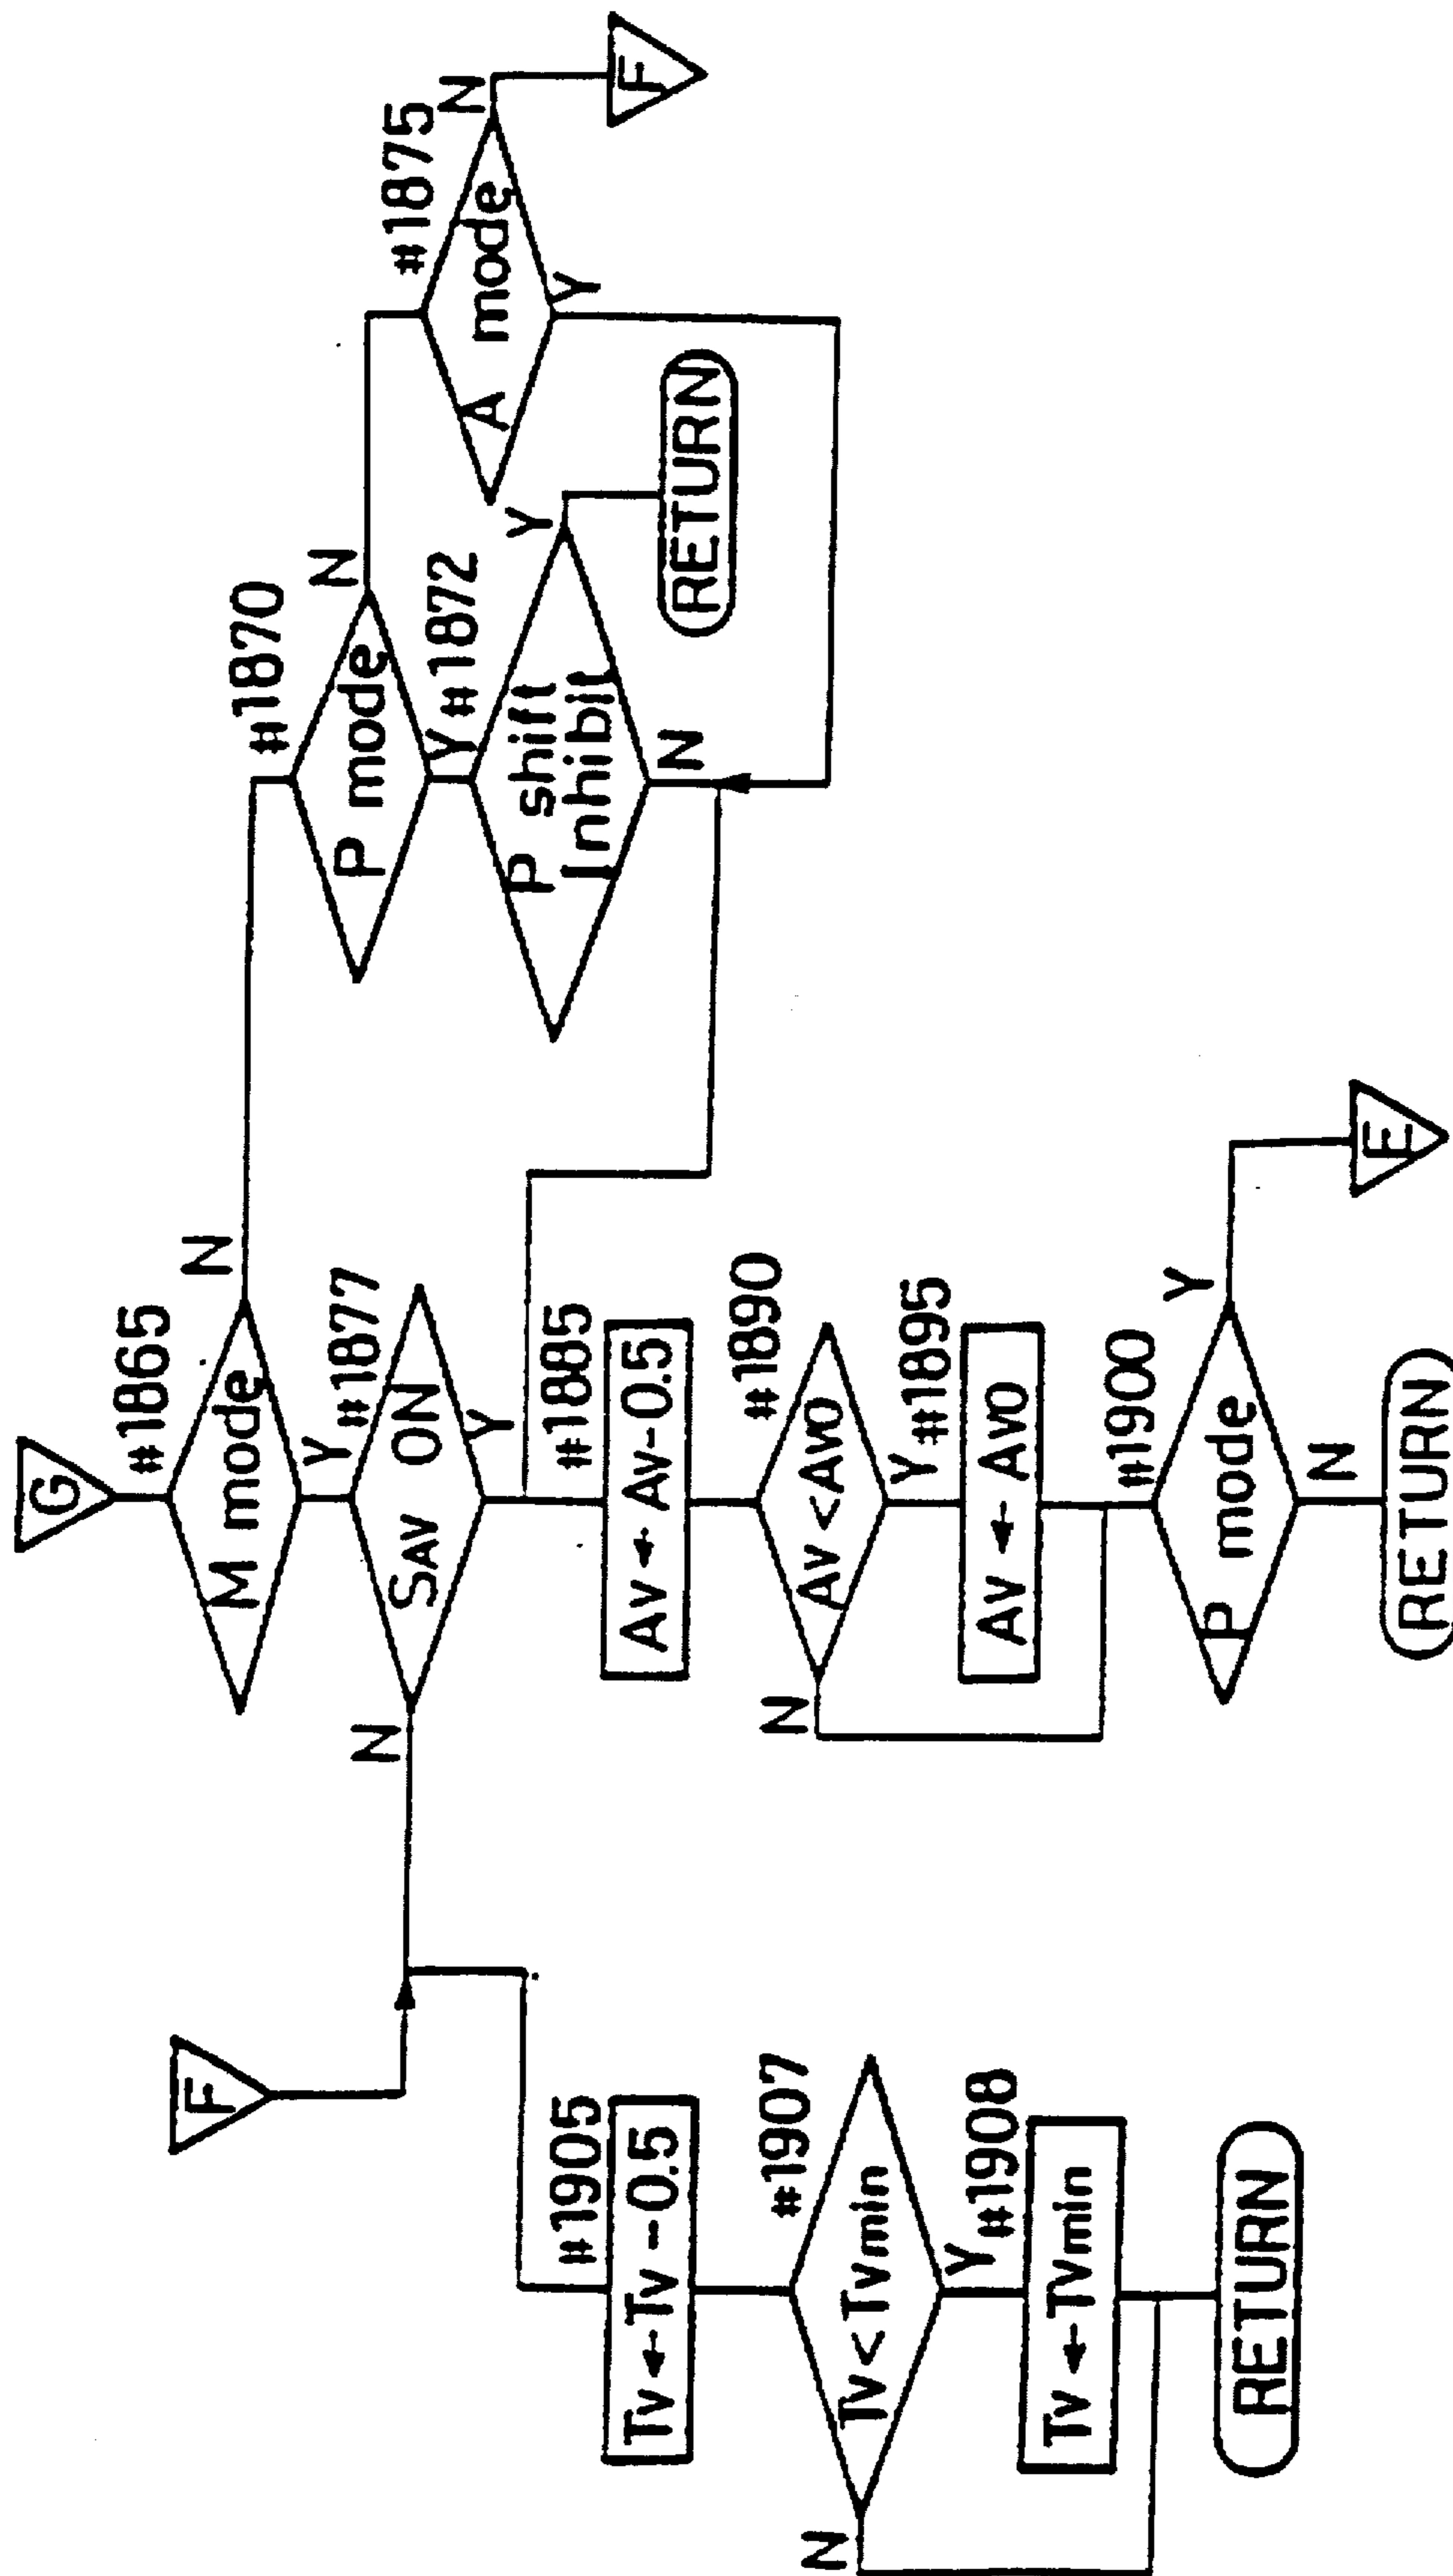 G
#1865
M mode
N
Y
#1870
P mode
N
Y
#1872
P shift
Inhibit
Y
N
RETURN
#1875
A mode
N
Y
F
#1877
SAV ON
N
Y
#1885
AV ← AV-0.5
#1890
AV < AVO
N
Y
#1895
AV ← AVO
#1900
P mode
Y
N
E
RETURN
F
#1905
TV ← TV -0.5
#1907
TV < TVmin
N
Y
#1908
TV ← TVmin
RETURN